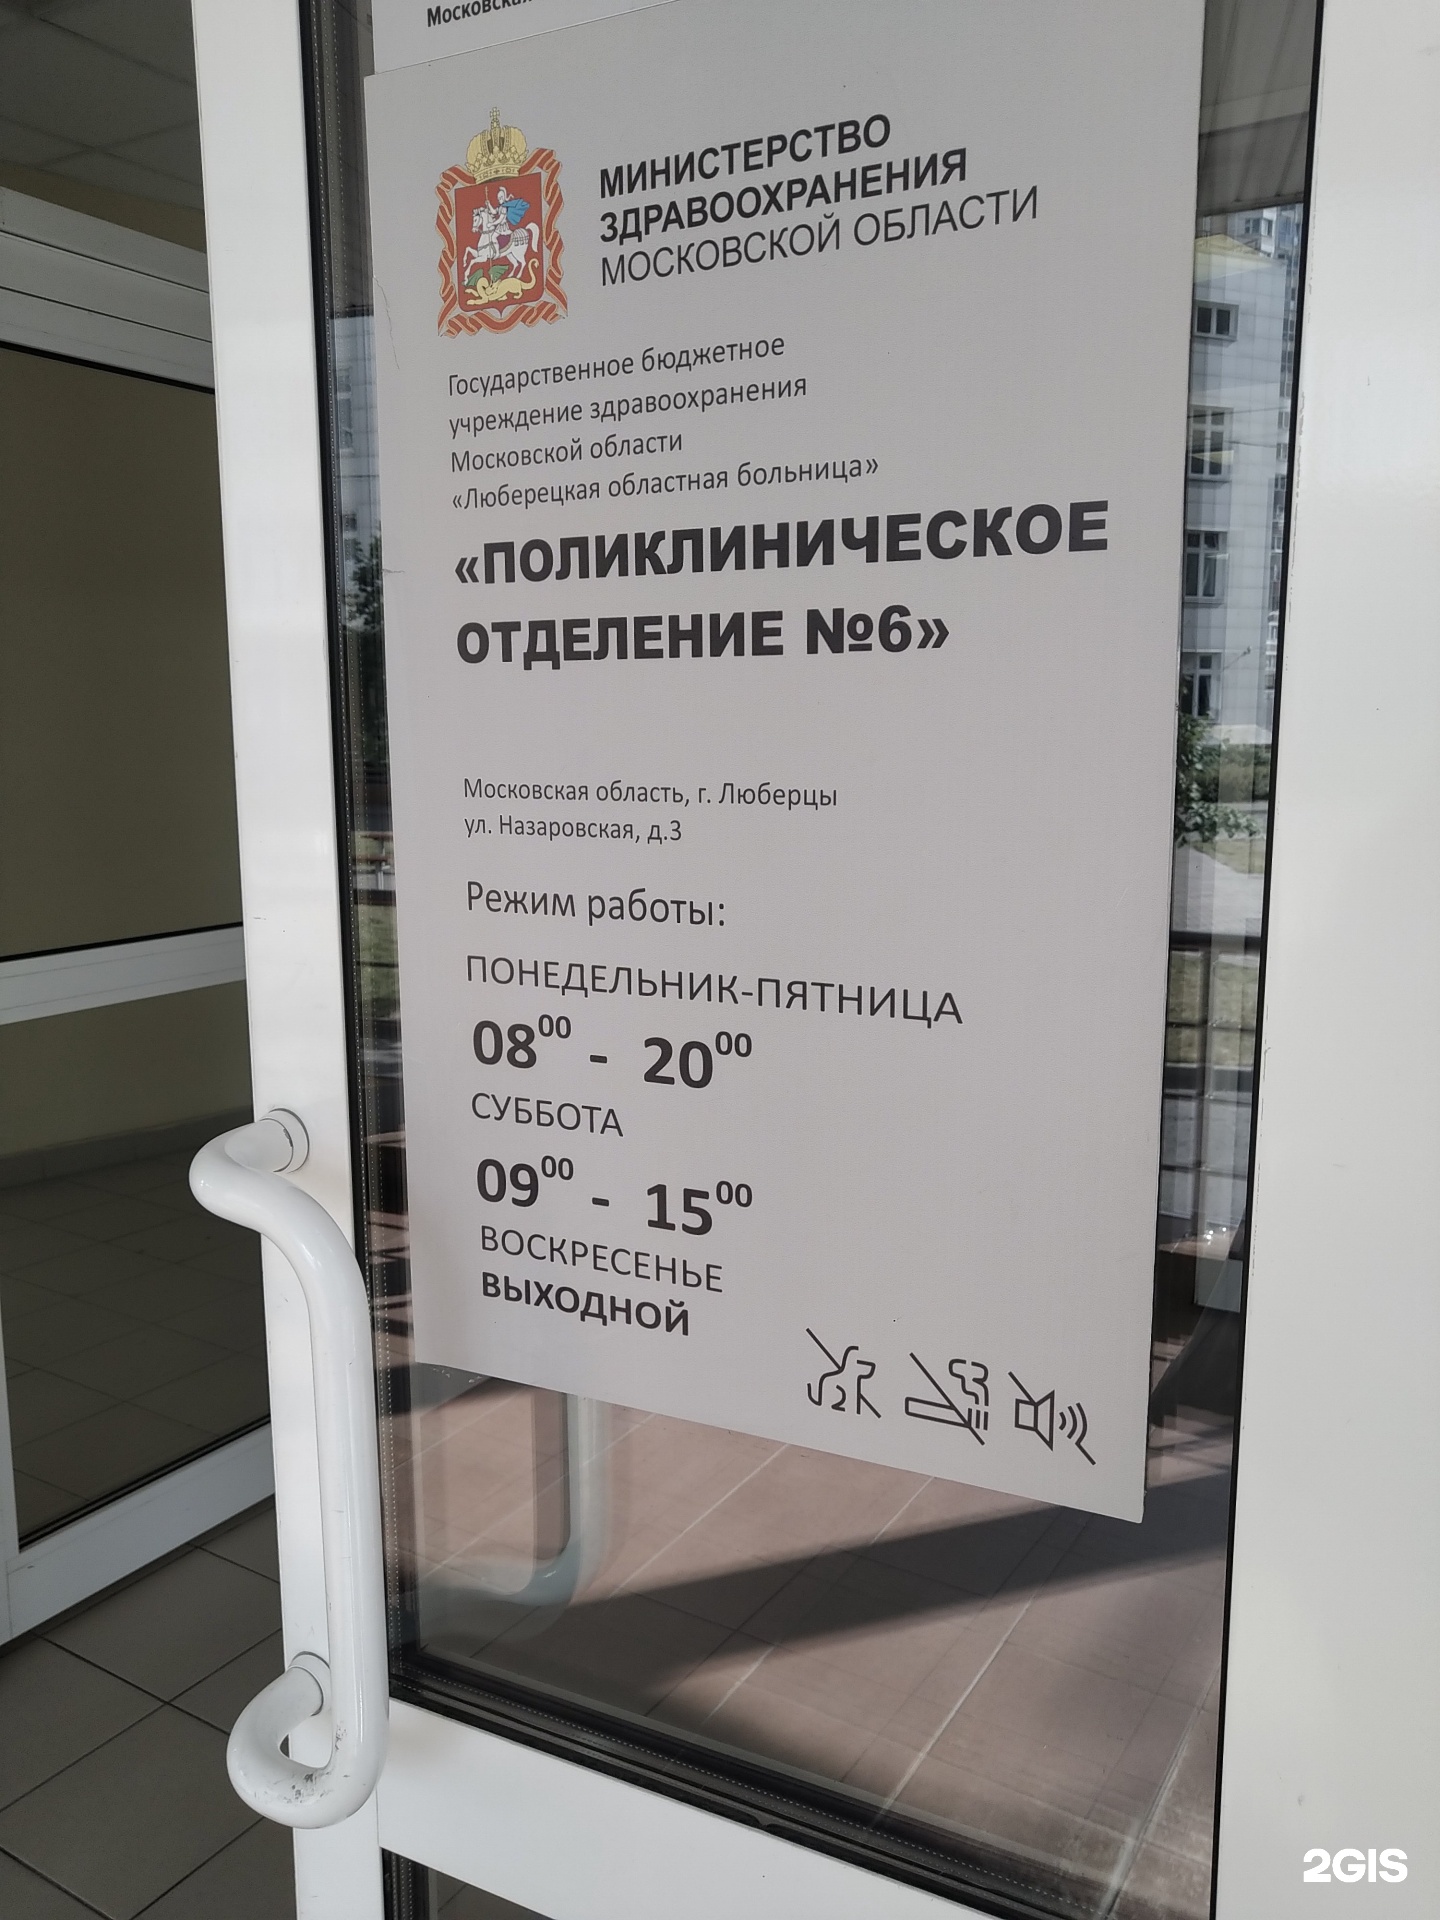 Московская
МИНИСТЕРСТВО
ЗДРАВООХРАНЕНИЯ
МОСКОВСКОЙ ОБЛАСТИ
Государственное бюджетное
учреждение здравоохранения
Московской области
«Люберецкая областная больница»
«ПОЛИКЛИНИЧЕСКОЕ
ОТДЕЛЕНИЕ №6»
Московская область, г. Люберцы
ул. Назаровская, д.3
Режим работы:
ПОНЕДЕЛЬНИК-ПЯТНИЦА
08⁰⁰ - 20⁰⁰
СУББОТА
09⁰⁰ - 15⁰⁰
ВОСКРЕСЕНЬЕ
ВЫХОДНОЙ
2GIS